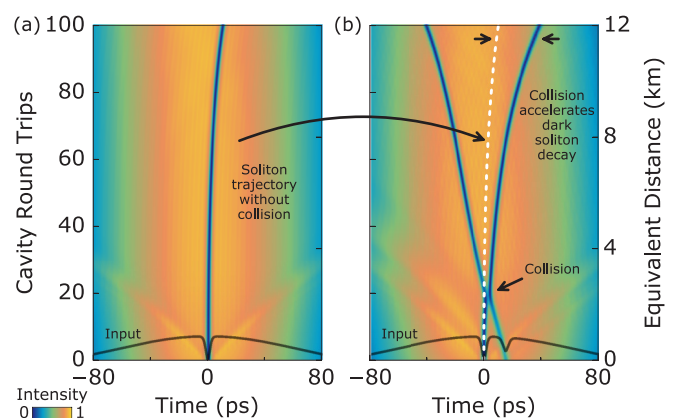 (a)
100
80
60
40
20
0
Cavity Round Trips
Soliton
trajectory
without
collision
Input
−80
0
80
Time (ps)
Intensity
0
1
(b)
12
8
4
0
Equivalent Distance (km)
Collision
accelerates
dark
soliton
decay
Collision
Input
−80
0
80
Time (ps)